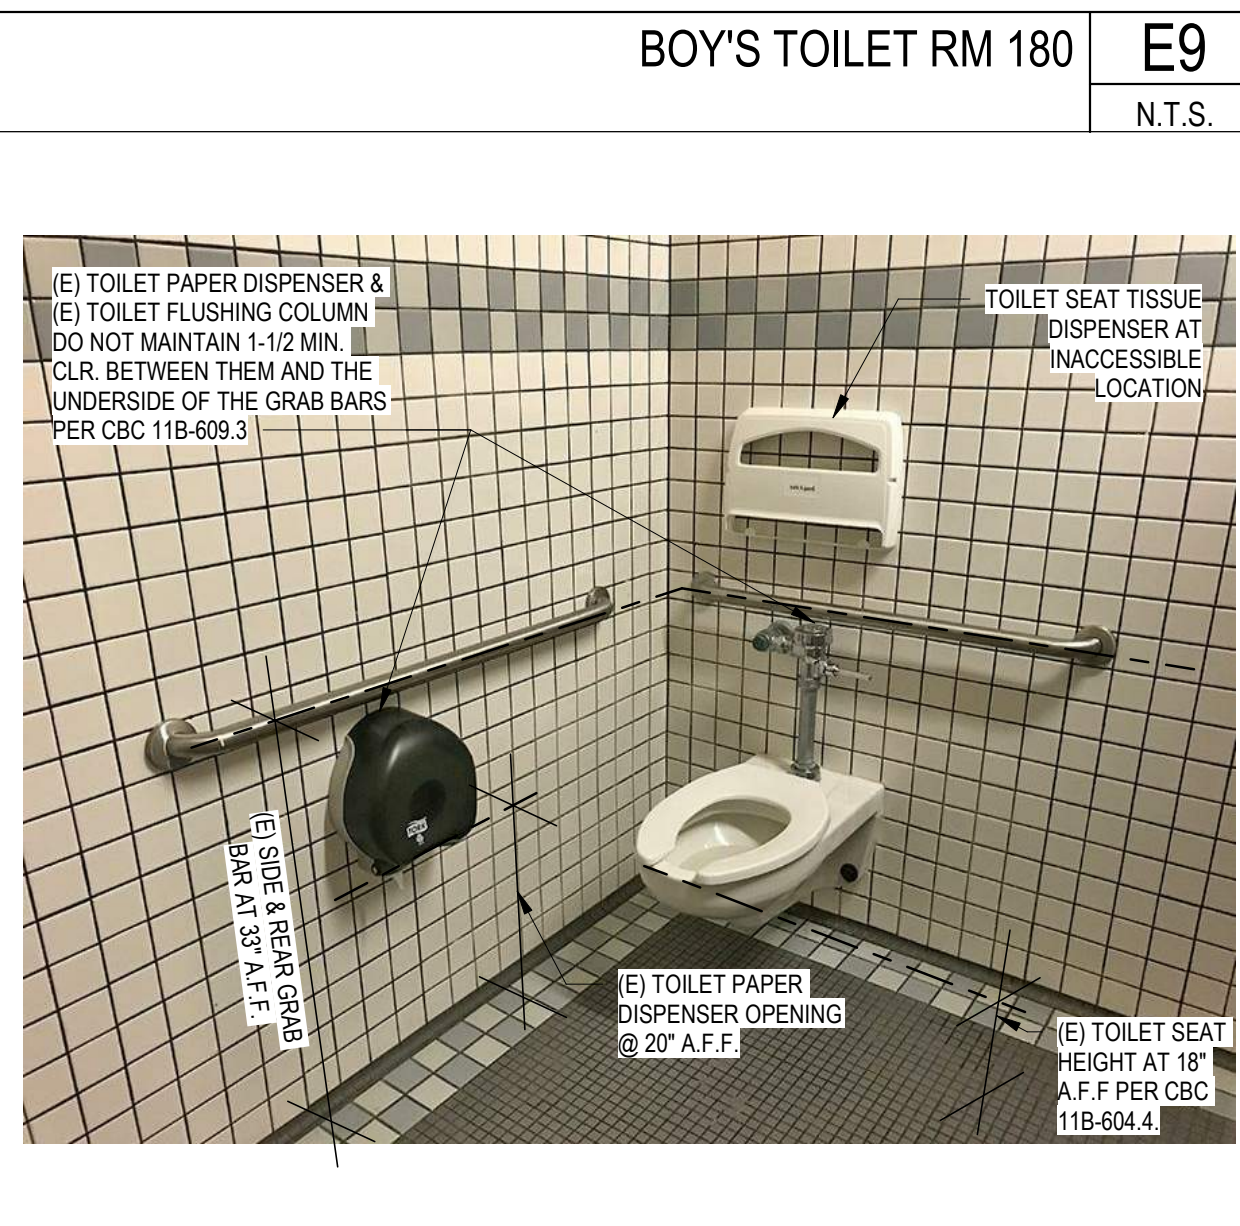 BOY'S TOILET RM 180
E9
N.T.S.
(E) TOILET PAPER DISPENSER &
(E) TOILET FLUSHING COLUMN
DO NOT MAINTAIN 1-1/2 MIN.
CLR. BETWEEN THEM AND THE
UNDERSIDE OF THE GRAB BARS
PER CBC 11B-609.3
TOILET SEAT TISSUE
DISPENSER AT
INACCESSIBLE
LOCATION
(E) SIDE & REAR GRAB
BAR AT 33" A.F.F.
TORK
(E) TOILET PAPER
DISPENSER OPENING
@ 20" A.F.F.
(E) TOILET SEAT
HEIGHT AT 18"
A.F.F PER CBC
11B-604.4.